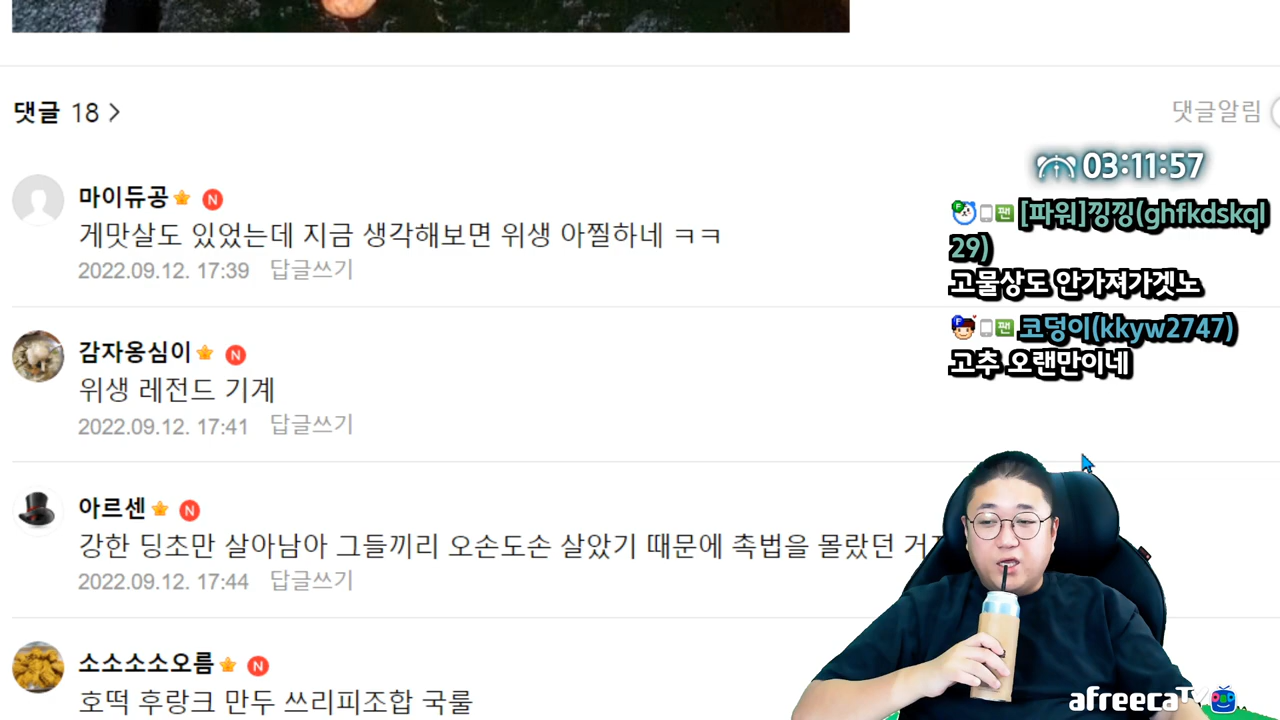 댓글 18
댓글알림
03:11:57
마이듀공 N
게맛살도 있었는데 지금 생각해보면 위생 아찔하네 ㅋㅋ
2022.09.12. 17:39 답글쓰기
감자옹심이 N
위생 레전드 기계
2022.09.12. 17:41 답글쓰기
아르센 N
강한 딩초만 살아남아 그들끼리 오손도손 살았기 때문에 촉법을 몰랐던
2022.09.12. 17:44 답글쓰기
소소소소오름 N
호떡 후랑크 만두 쓰리피조합 국룰
F 팬 [파워]낑낑(ghfkdskql
29)
고물상도 안가져가겟노
F 팬 코덩이(kkyw2747)
고추 오랜만이네
afreecaTV